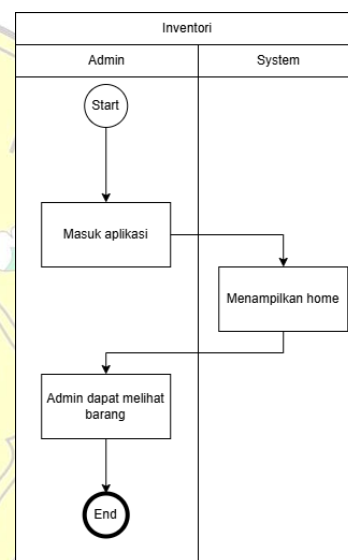 Inventori
Admin
System
Start
Masuk aplikasi
Menampilkan home
Admin dapat melihat
barang
End